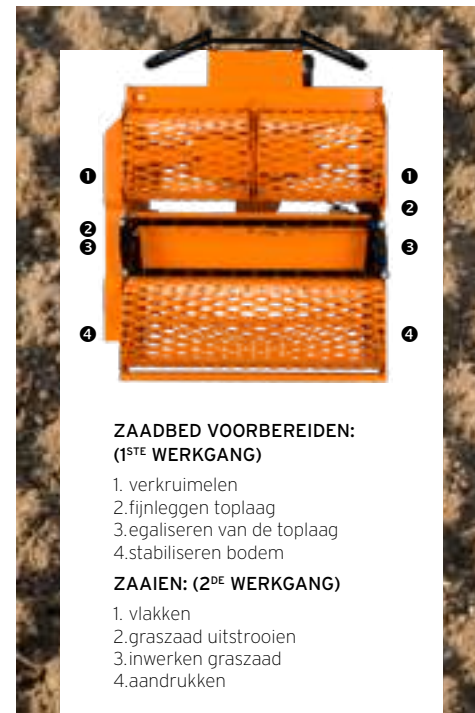 ❶ ❶
❷
❷
❸ ❸
❹ ❹
ZAADBED VOORBEREIDEN:
(1STE WERKGANG)
1. verkruimelen
2.fijnleggen toplaag
3.egaliseren van de toplaag
4.stabiliseren bodem
ZAAIEN: (2DE WERKGANG)
1. vlakken
2.graszaad uitstrooien
3.inwerken graszaad
4.aandrukken